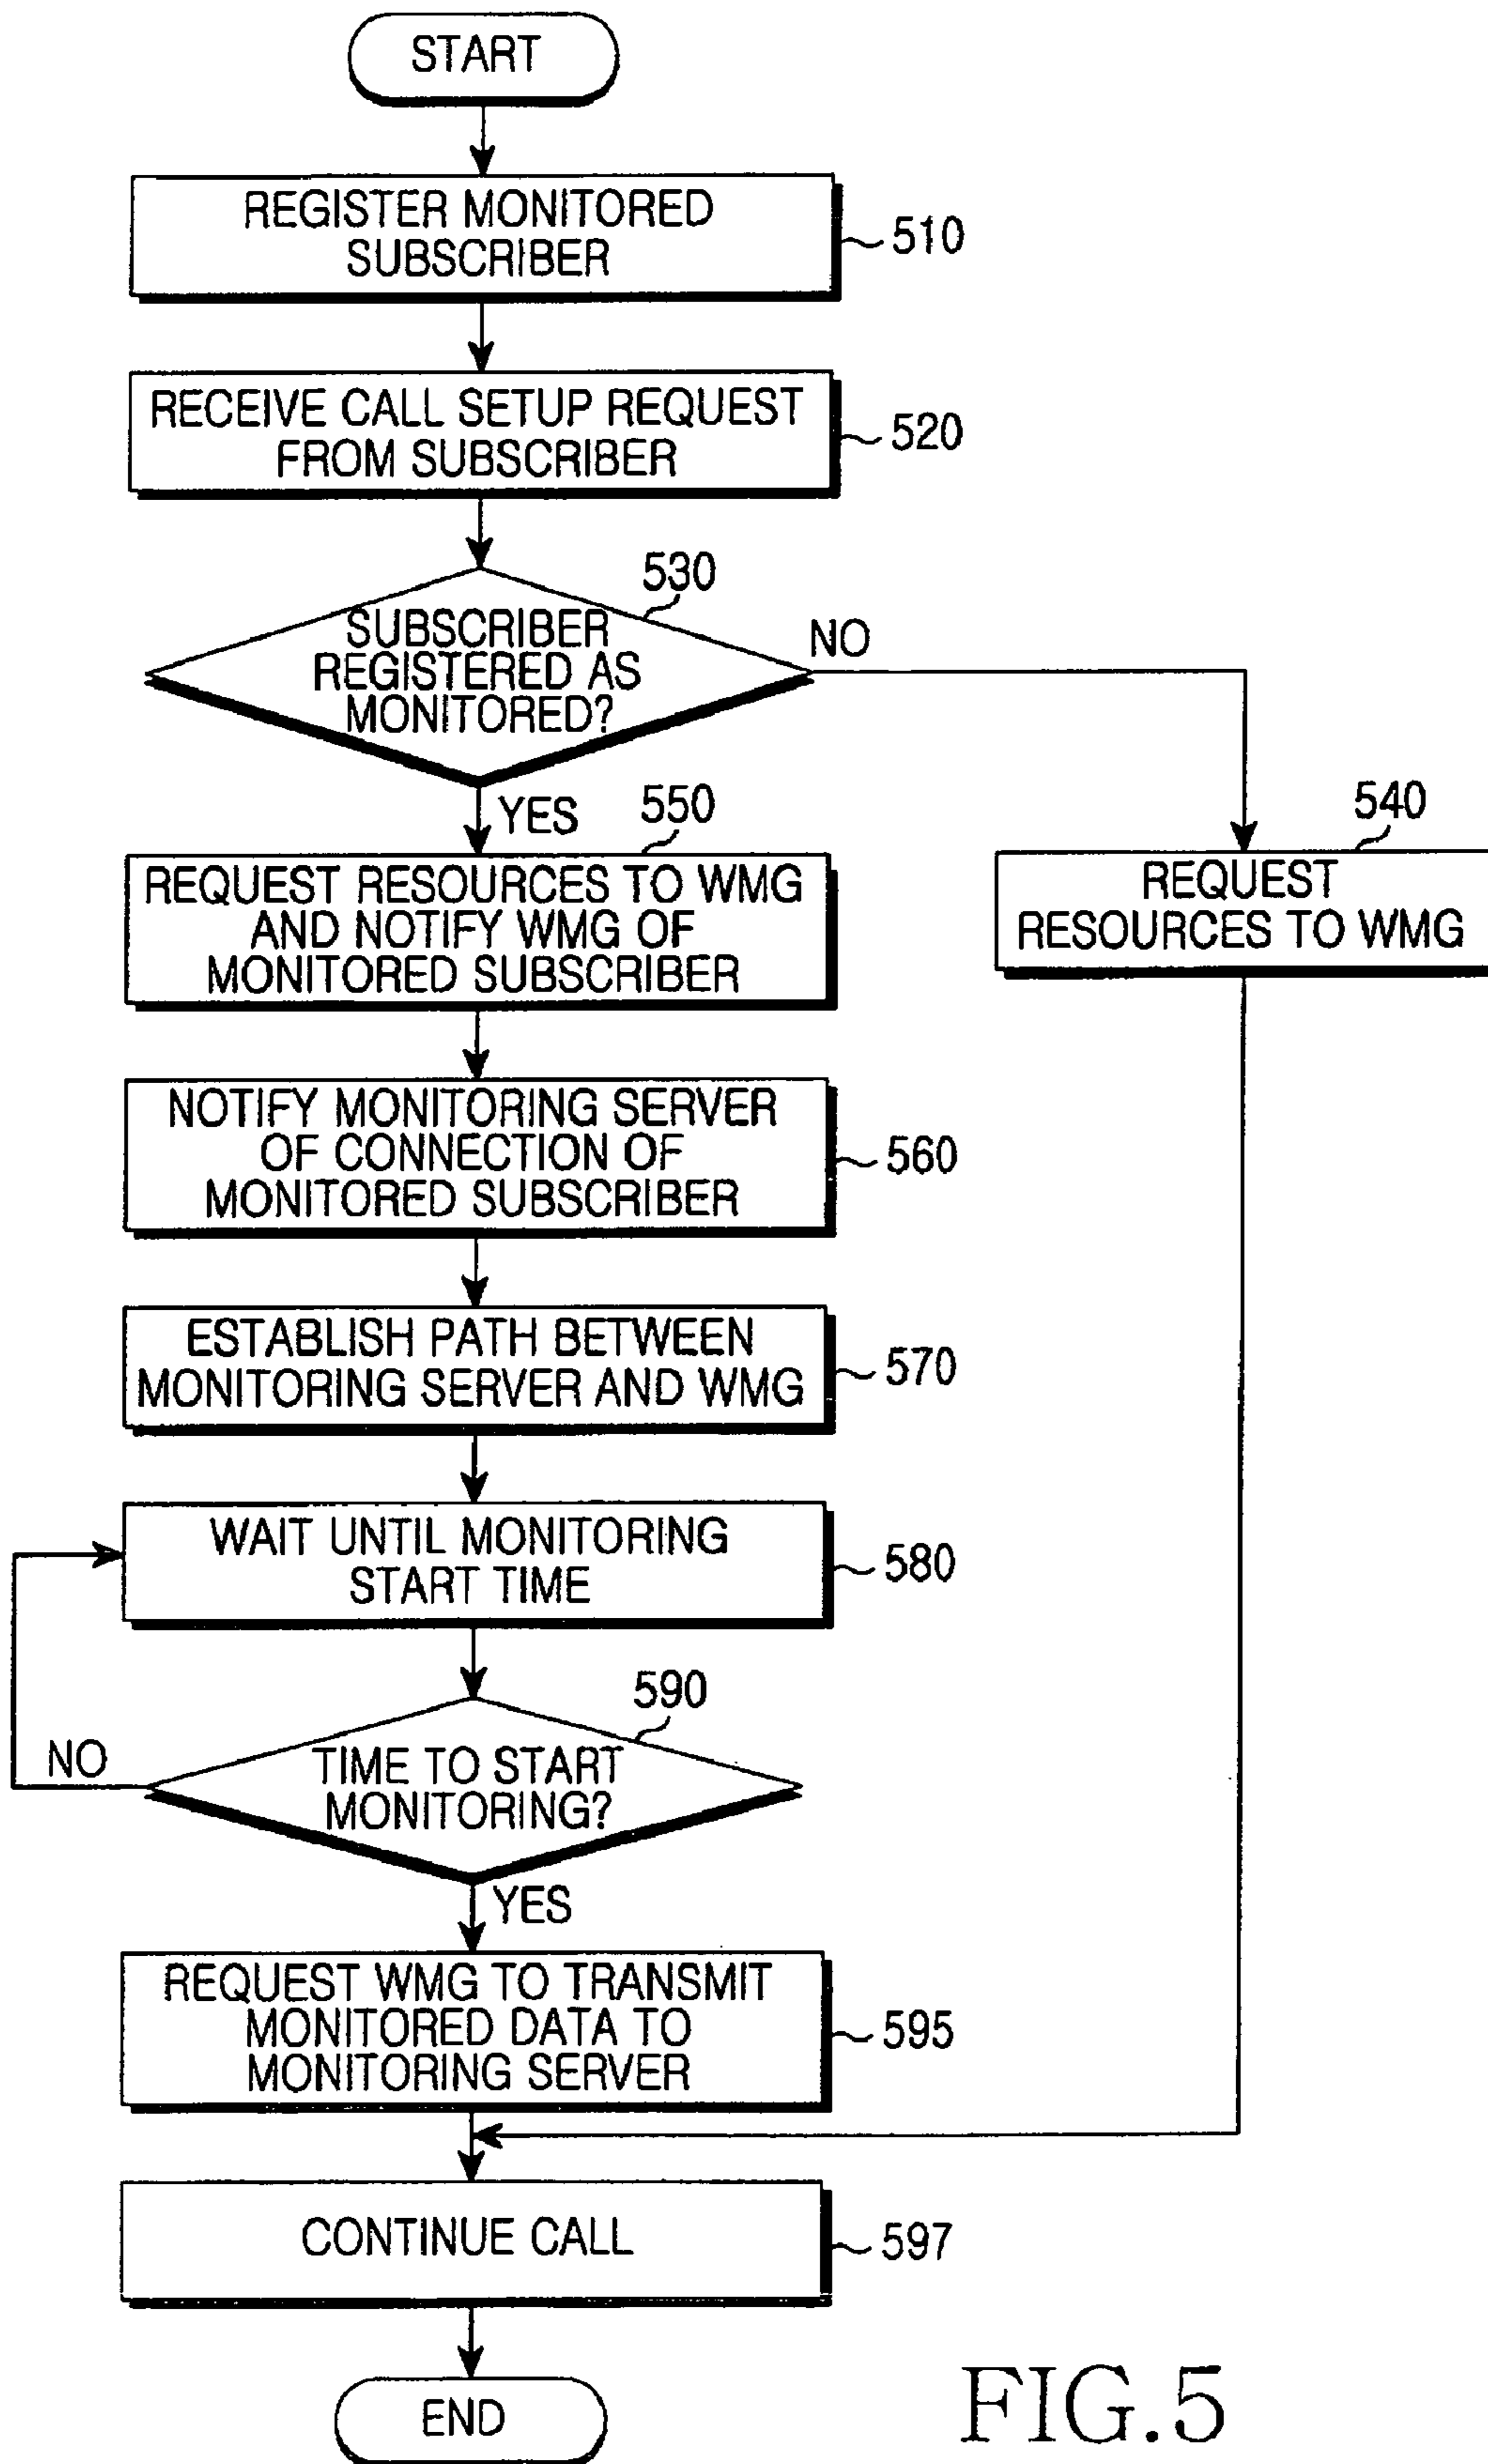 START
REGISTER MONITORED
SUBSCRIBER
510
RECEIVE CALL SETUP REQUEST
FROM SUBSCRIBER
520
530
SUBSCRIBER
REGISTERED AS
MONITORED?
NO
YES
550
REQUEST RESOURCES TO WMG
AND NOTIFY WMG OF
MONITORED SUBSCRIBER
540
REQUEST
RESOURCES TO WMG
NOTIFY MONITORING SERVER
OF CONNECTION OF
MONITORED SUBSCRIBER
560
ESTABLISH PATH BETWEEN
MONITORING SERVER AND WMG
570
WAIT UNTIL MONITORING
START TIME
580
590
TIME TO START
MONITORING?
NO
YES
REQUEST WMG TO TRANSMIT
MONITORED DATA TO
MONITORING SERVER
595
CONTINUE CALL
597
END
FIG.5